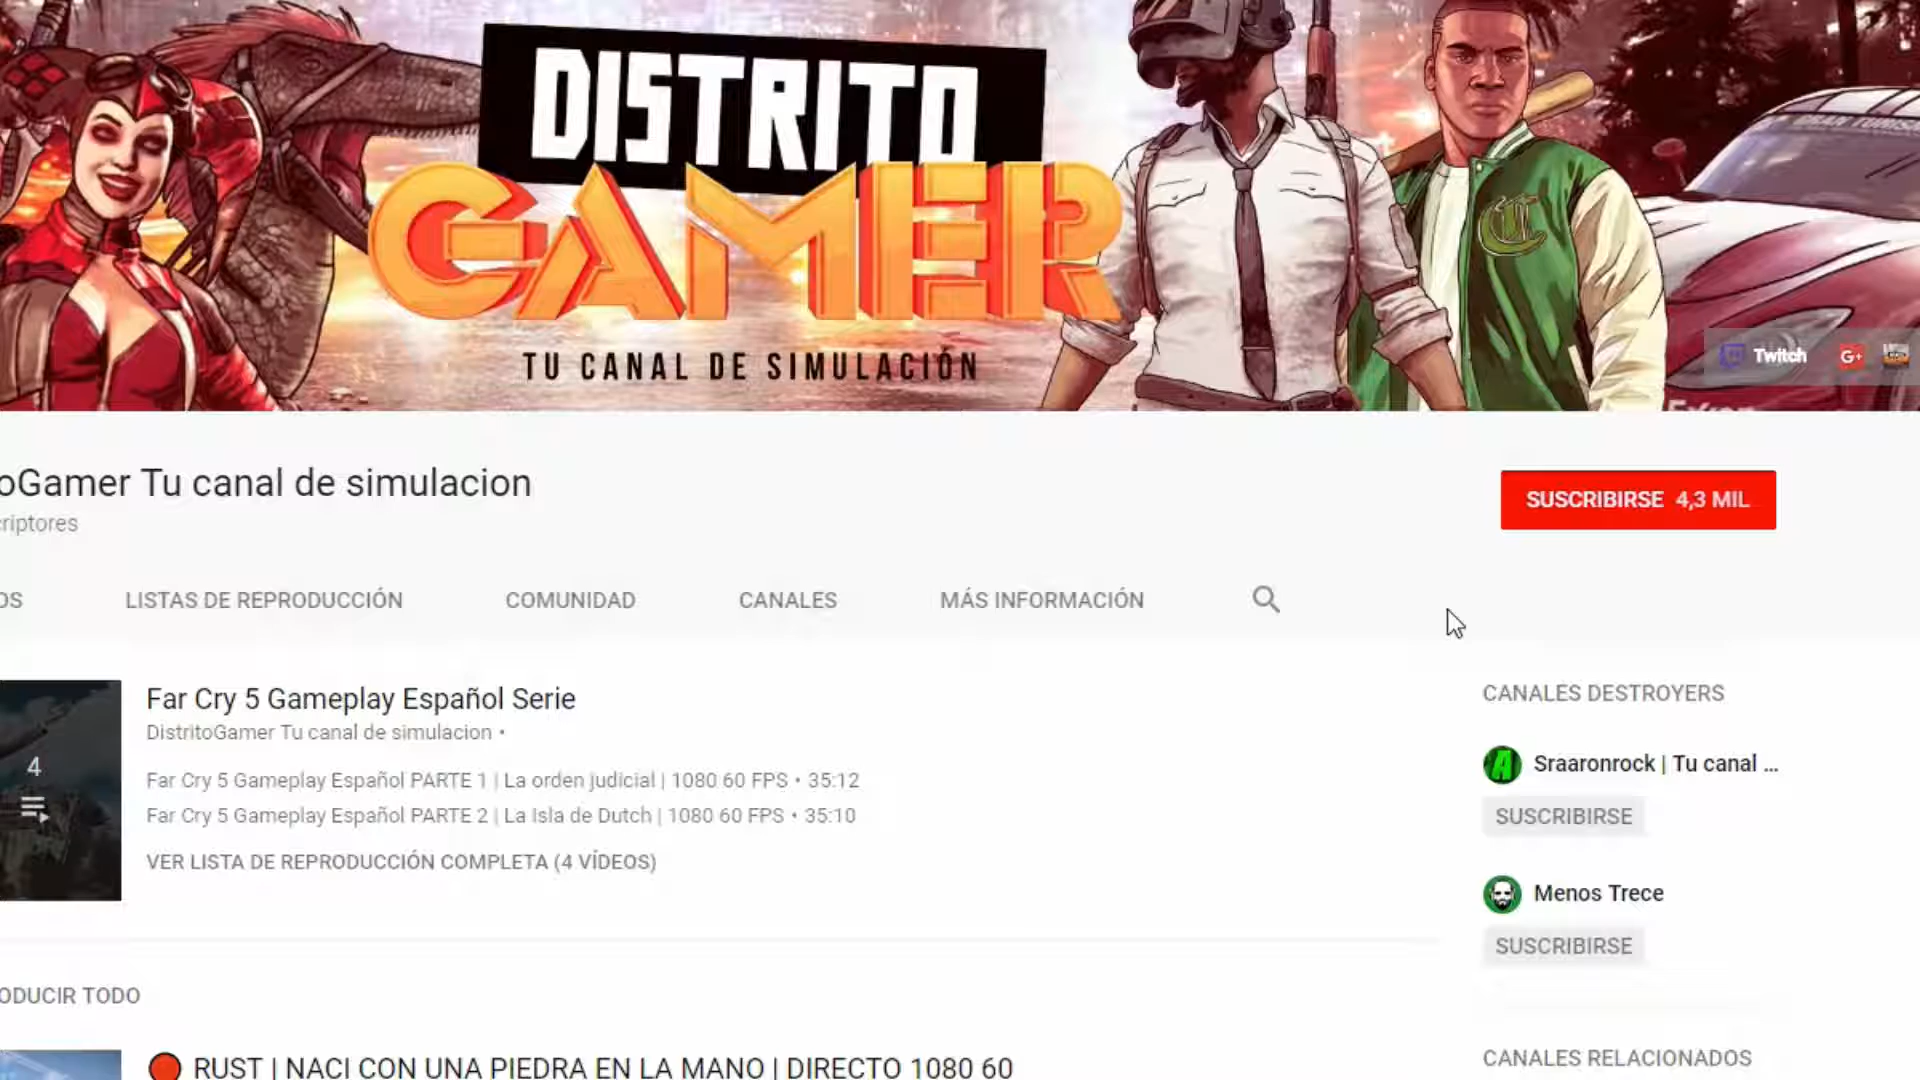 DISTRITO
GAMER
TU CANAL DE SIMULACIÓN
GRAN TURISMO
Twitch
G+
oGamer Tu canal de simulacion
SUSCRIBIRSE 4,3 MIL
criptores
OS
LISTAS DE REPRODUCCIÓN
COMUNIDAD
CANALES
MÁS INFORMACIÓN
Far Cry 5 Gameplay Español Serie
DistritoGamer Tu canal de simulacion •
4
Far Cry 5 Gameplay Español PARTE 1 | La orden judicial | 1080 60 FPS • 35:12
Far Cry 5 Gameplay Español PARTE 2 | La Isla de Dutch | 1080 60 FPS • 35:10
VER LISTA DE REPRODUCCIÓN COMPLETA (4 VÍDEOS)
CANALES DESTROYERS
Sraaronrock | Tu canal ...
SUSCRIBIRSE
Menos Trece
SUSCRIBIRSE
ODUCIR TODO
RUST | NACI CON UNA PIEDRA EN LA MANO | DIRECTO 1080 60
CANALES RELACIONADOS